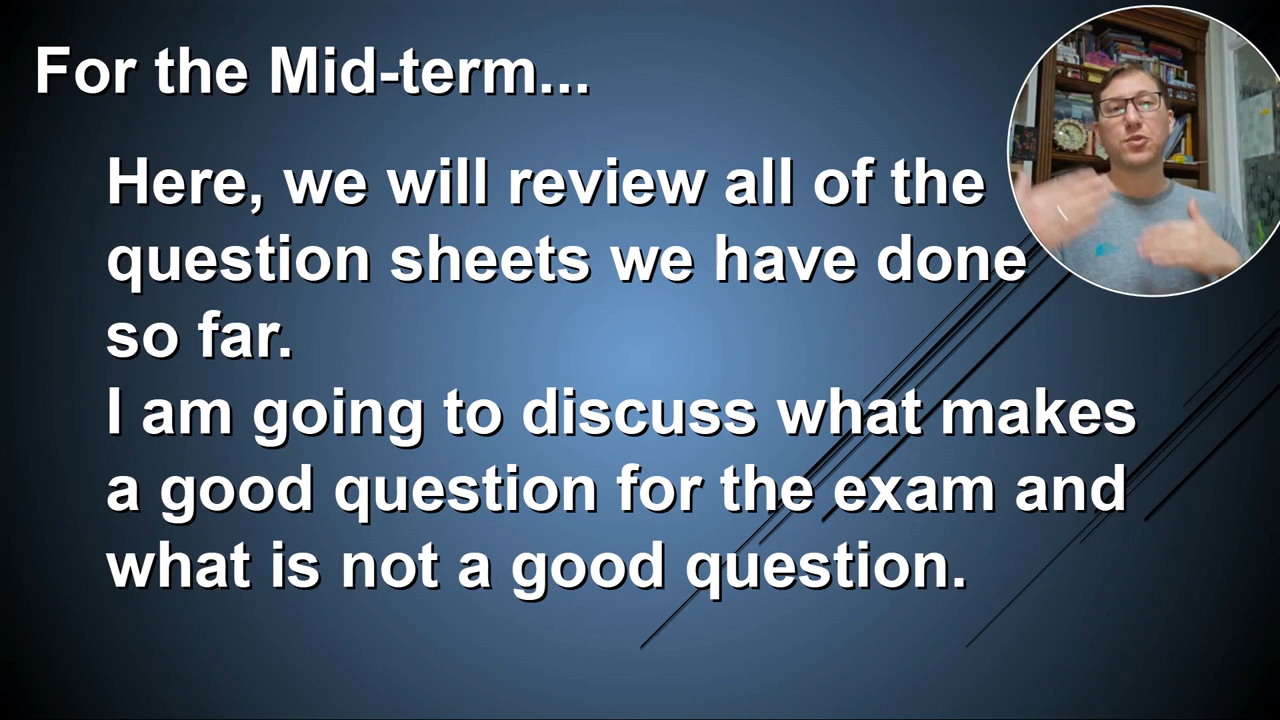 For the Mid-term...
Here, we will review all of the
question sheets we have done
so far.
I am going to discuss what makes
a good question for the exam and
what is not a good question.